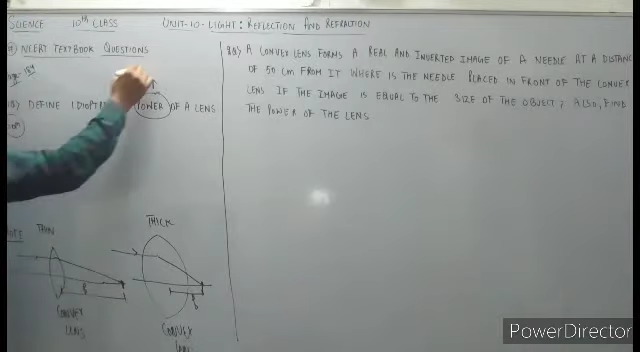 SCIENCE 10TH CLASS UNIT-10-LIGHT: REFLECTION AND REFRACTION
NCERT TEXTBOOK QUESTIONS
DEFINE 1 DIOPTRE POWER OF A LENS
THIN
THICK
CONVEX
LENS
CONVEX
A CONVEX LENS FORMS A REAL AND INVERTED IMAGE OF A NEEDLE AT A DISTANCE
OF 50 CM FROM IT WHERE IS THE NEEDLE PLACED IN FRONT OF THE CONVEX
LENS IF THE IMAGE IS EQUAL TO THE SIZE OF THE OBJECT? ALSO, FIND
THE POWER OF THE LENS
PowerDirector